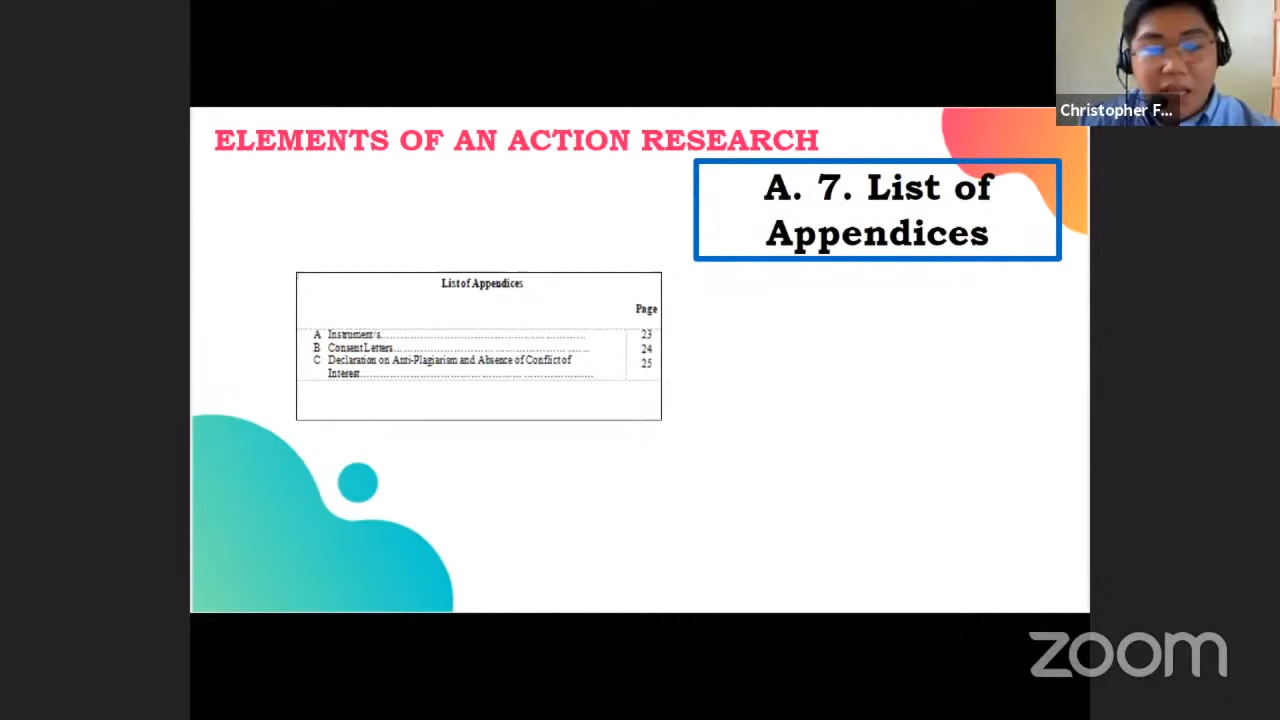 Christopher F...
ELEMENTS OF AN ACTION RESEARCH
A. 7. List of
Appendices
List of Appendices
Page
A Instrument/s 23
B Consent Letters 24
C Declaration on Anti-Plagiarism and Absence of Conflict of 25
Interest
zoom